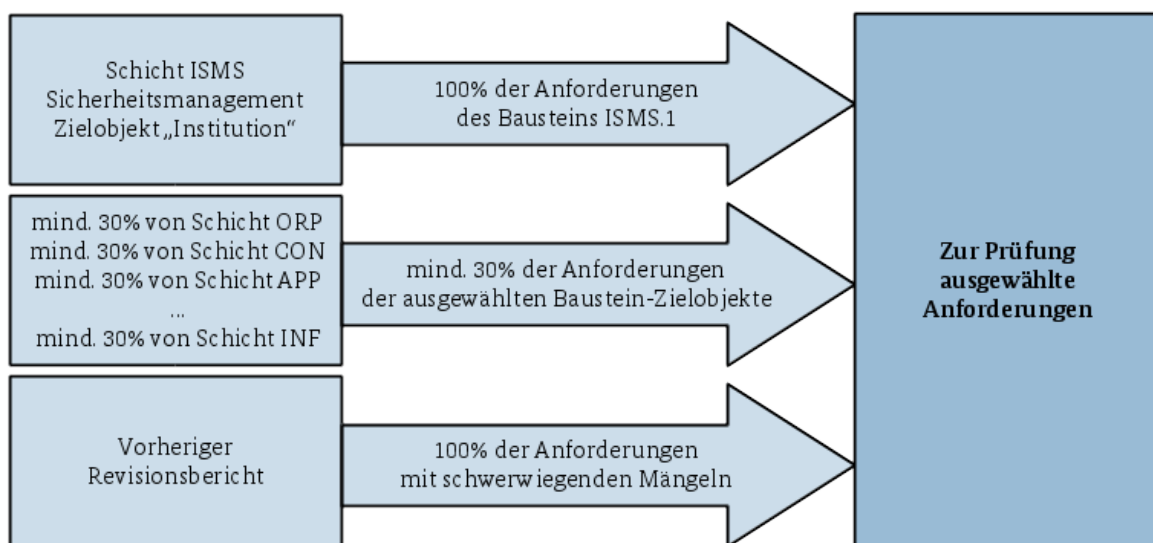 Schicht ISMS
Sicherheitsmanagement
Zielobjekt „Institution“
100% der Anforderungen
des Bausteins ISMS.1
mind. 30% von Schicht ORP
mind. 30% von Schicht CON
mind. 30% von Schicht APP
...
mind. 30% von Schicht INF
mind. 30% der Anforderungen
der ausgewählten Baustein-Zielobjekte
Vorheriger
Revisionsbericht
100% der Anforderungen
mit schwerwiegenden Mängeln
Zur Prüfung
ausgewählte
Anforderungen